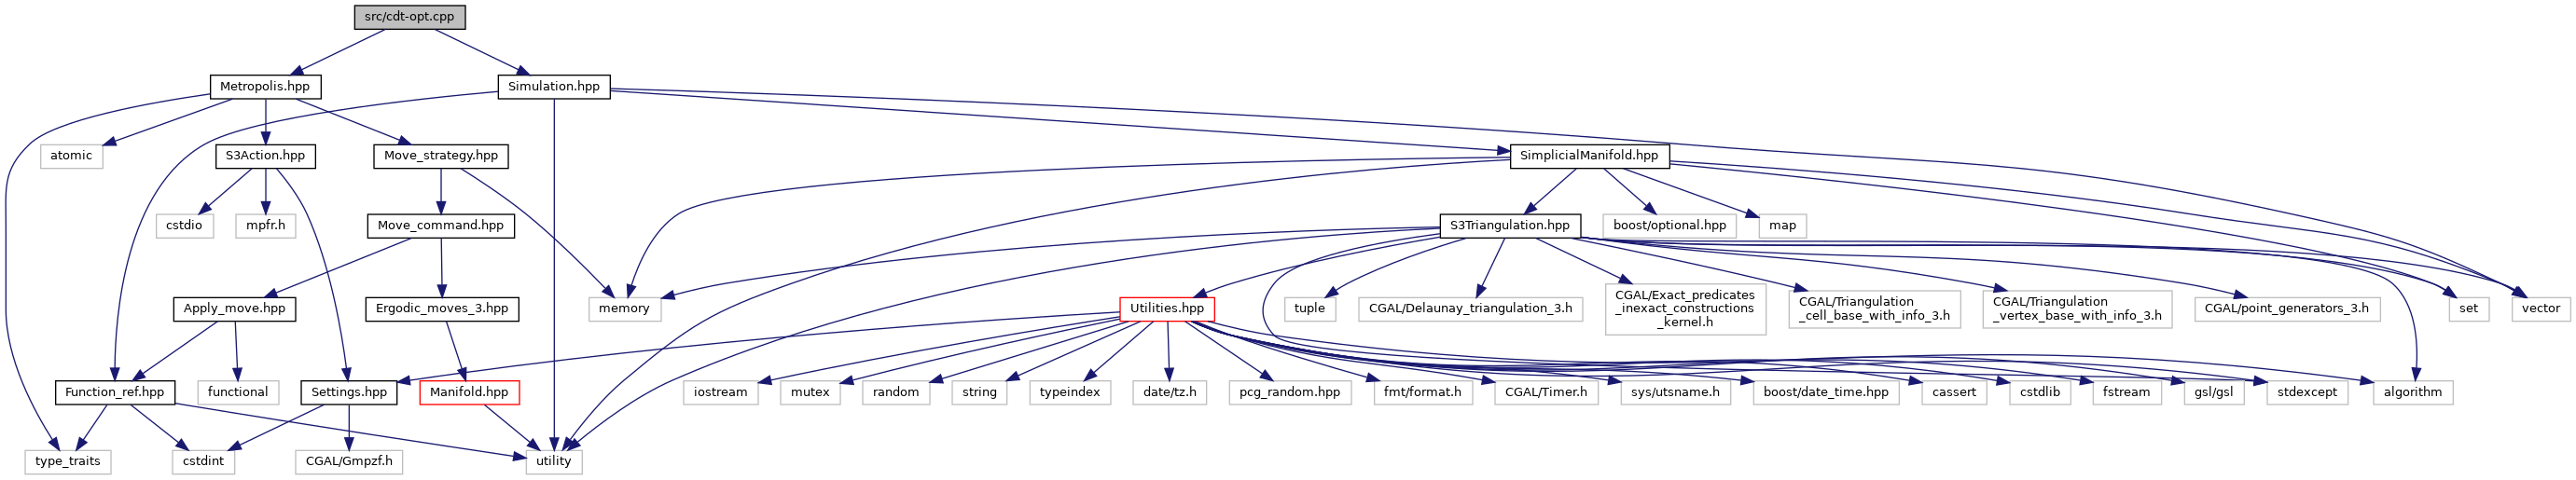 src/cdt-opt.cpp
Metropolis.hpp
Simulation.hpp
atomic
S3Action.hpp
Move_strategy.hpp
SimplicialManifold.hpp
cstdio
mpfr.h
Move_command.hpp
S3Triangulation.hpp
boost/optional.hpp
map
Apply_move.hpp
Ergodic_moves_3.hpp
memory
Utilities.hpp
tuple
CGAL/Delaunay_triangulation_3.h
CGAL/Exact_predicates
_inexact_constructions
_kernel.h
CGAL/Triangulation
_cell_base_with_info_3.h
CGAL/Triangulation
_vertex_base_with_info_3.h
CGAL/point_generators_3.h
set
vector
Function_ref.hpp
functional
Settings.hpp
Manifold.hpp
iostream
mutex
random
string
typeindex
date/tz.h
pcg_random.hpp
fmt/format.h
CGAL/Timer.h
sys/utsname.h
boost/date_time.hpp
cassert
cstdlib
fstream
gsl/gsl
stdexcept
algorithm
type_traits
cstdint
CGAL/Gmpzf.h
utility